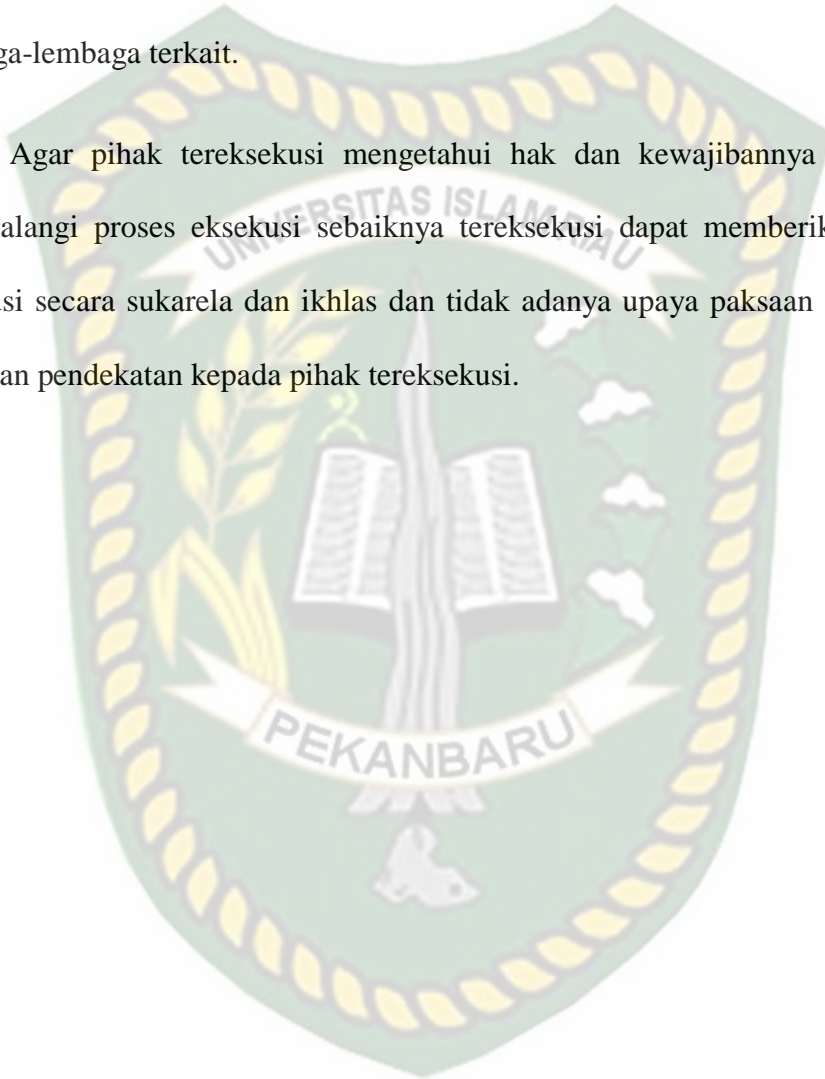 ga-lembaga terkait.
Agar pihak tereksekusi mengetahui hak dan kewajibannya
alangi proses eksekusi sebaiknya tereksekusi dapat memberik
si secara sukarela dan ikhlas dan tidak adanya upaya paksaan
an pendekatan kepada pihak tereksekusi.
UNIVERSITAS ISLAM RIAU
PEKANBARU